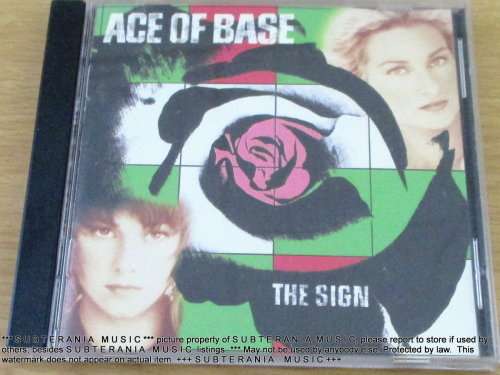 ACE OF BASE
THE SIGN
*** S U B T E R A N I A   M U S I C *** picture property of S U B T E R A N I A M U S I C, please report to store if used by
others, besides S U B T E R A N I A   M U S I C  listings. *** May not be used by anybody else. Protected by law.  This
watermark does not appear on actual item. +++ S U B T E R A N I A   M U S I C +++